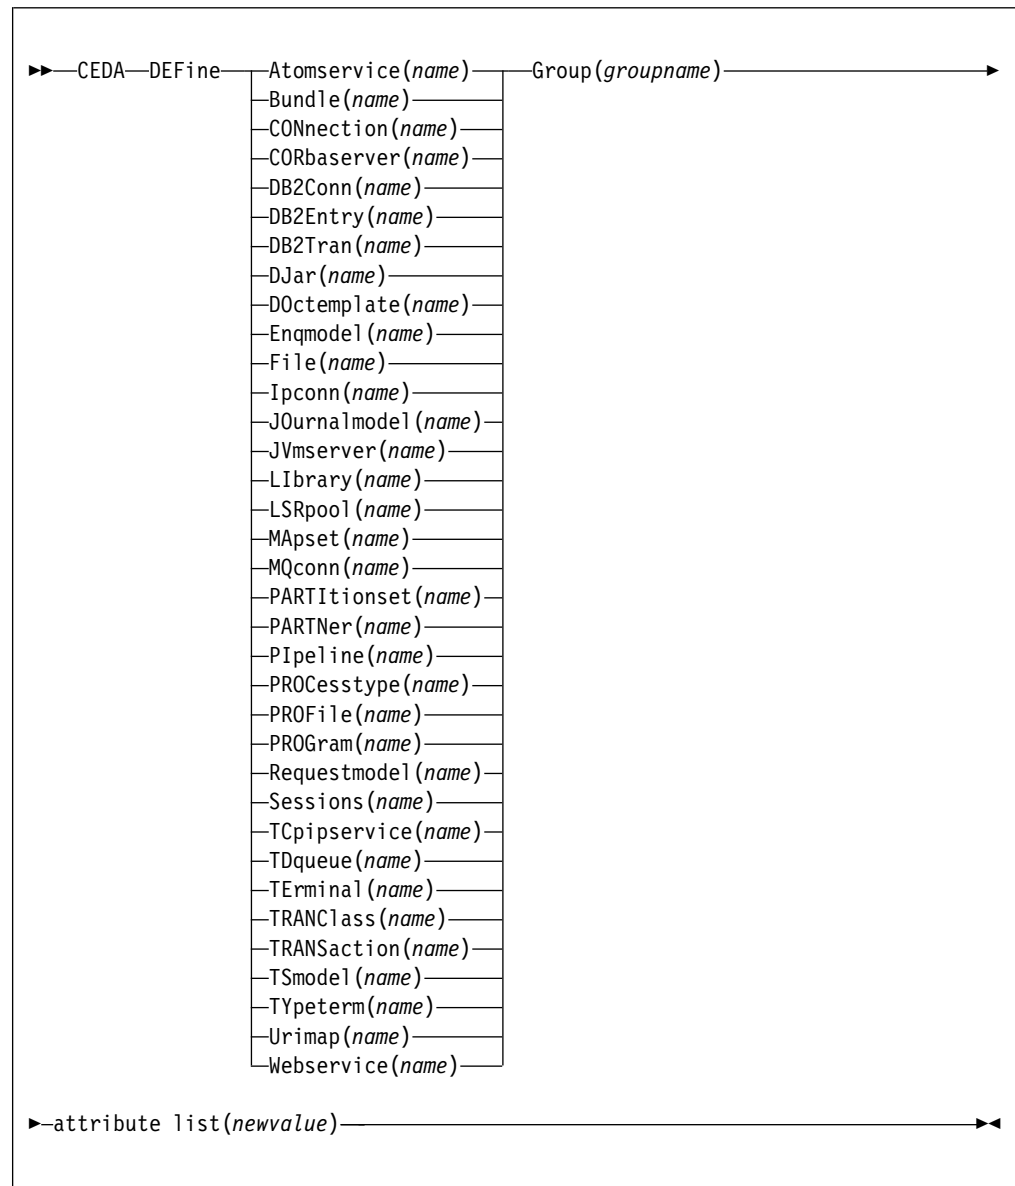 CEDA DEFine Atomservice(name) Group(groupname)
Bundle(name)
CONnection(name)
CORbaserver(name)
DB2Conn(name)
DB2Entry(name)
DB2Tran(name)
DJar(name)
DOctemplate(name)
Enqmodel(name)
File(name)
Ipconn(name)
JOurnalmodel(name)
JVmserver(name)
LIbrary(name)
LSRpool(name)
MApset(name)
MQconn(name)
PARTItionset(name)
PARTNer(name)
PIpeline(name)
PROCesstype(name)
PROFile(name)
PROGram(name)
Requestmodel(name)
Sessions(name)
TCpipservice(name)
TDqueue(name)
TErminal(name)
TRANClass(name)
TRANSaction(name)
TSmodel(name)
TYpeterm(name)
Urimap(name)
Webservice(name)
attribute list(newvalue)